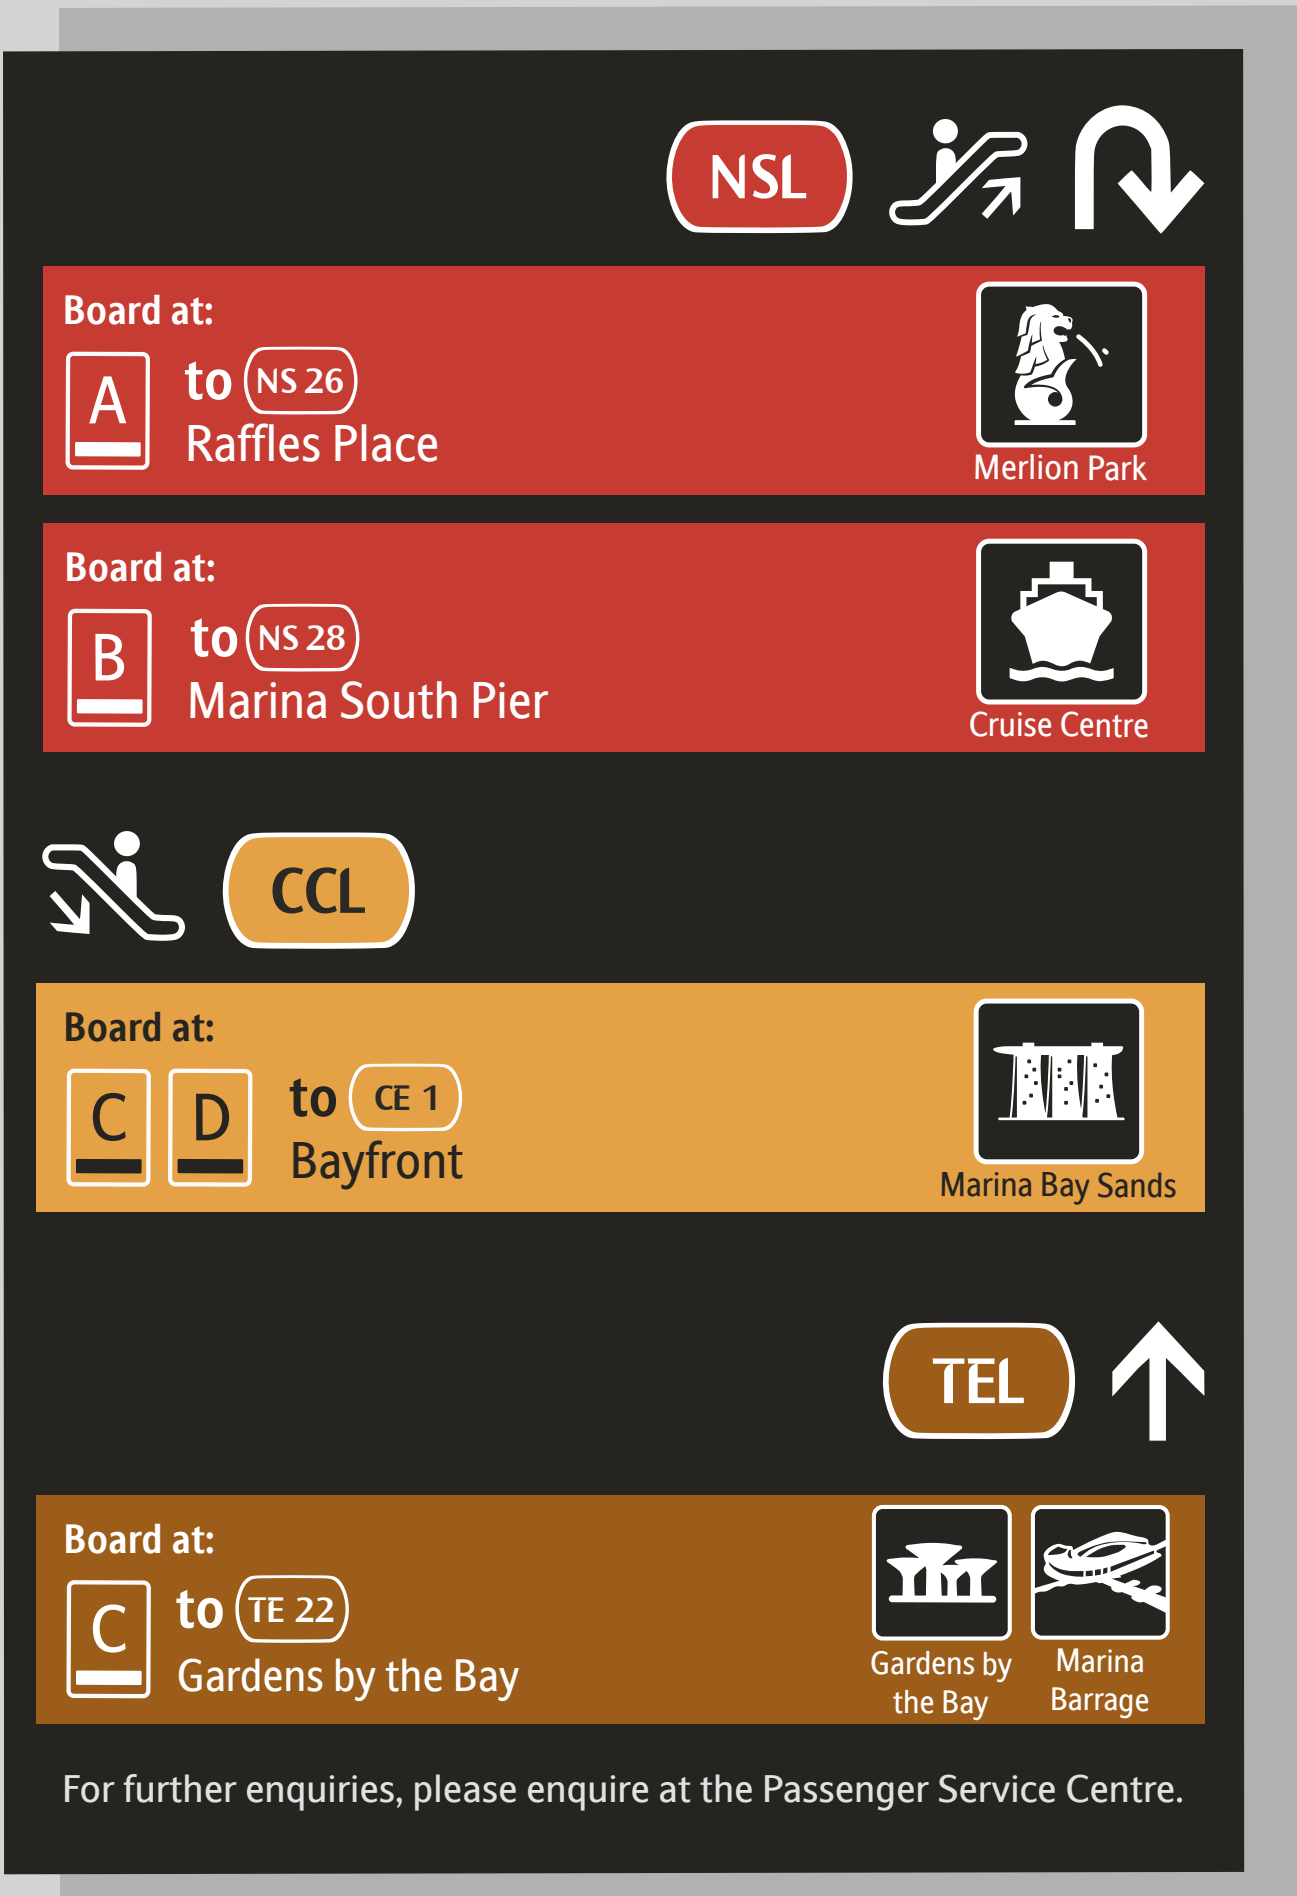 NSL
Board at:
A to NS 26
Raffles Place
Merlion Park
Board at:
B to NS 28
Marina South Pier
Cruise Centre
CCL
Board at:
C D to CE 1
Bayfront
Marina Bay Sands
TEL
Board at:
C to TE 22
Gardens by the Bay
Gardens by
the Bay
Marina
Barrage
For further enquiries, please enquire at the Passenger Service Centre.